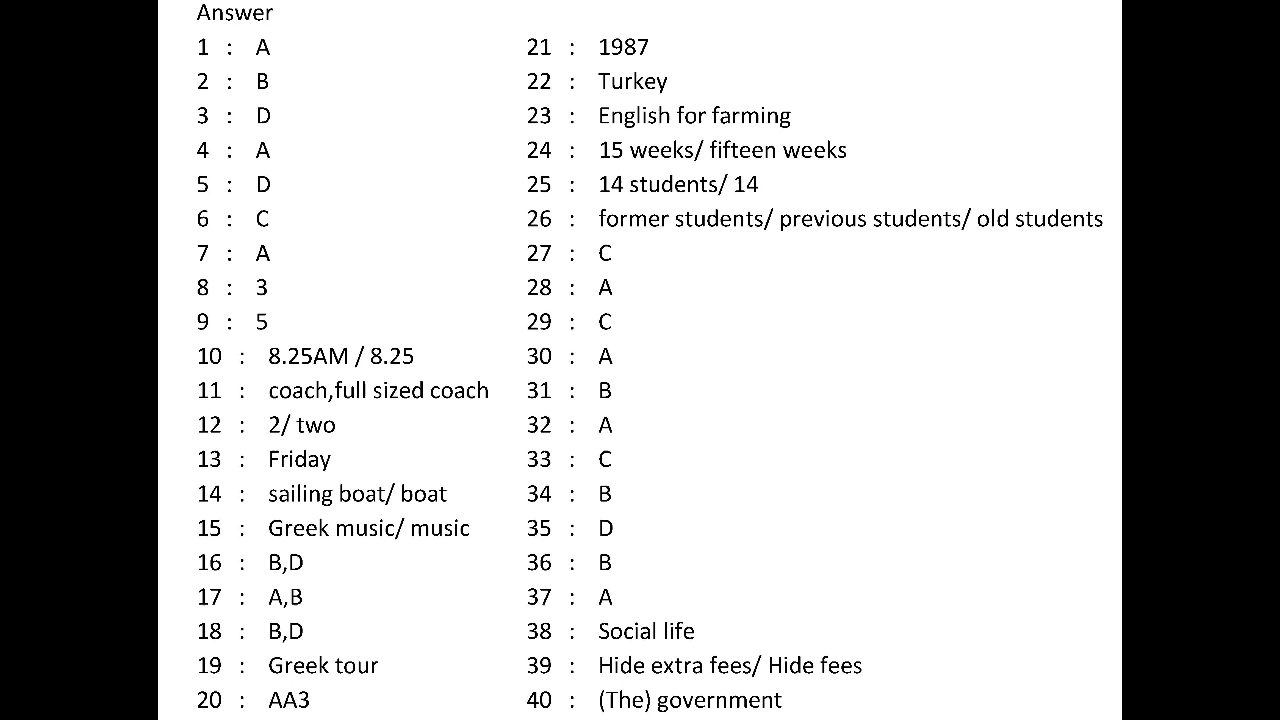 Answer
1 : A
2 : B
3 : D
4 : A
5 : D
6 : C
7 : A
8 : 3
9 : 5
10 : 8.25AM / 8.25
11 : coach,full sized coach
12 : 2/ two
13 : Friday
14 : sailing boat/ boat
15 : Greek music/ music
16 : B,D
17 : A,B
18 : B,D
19 : Greek tour
20 : AA3
21 : 1987
22 : Turkey
23 : English for farming
24 : 15 weeks/ fifteen weeks
25 : 14 students/ 14
26 : former students/ previous students/ old students
27 : C
28 : A
29 : C
30 : A
31 : B
32 : A
33 : C
34 : B
35 : D
36 : B
37 : A
38 : Social life
39 : Hide extra fees/ Hide fees
40 : (The) government